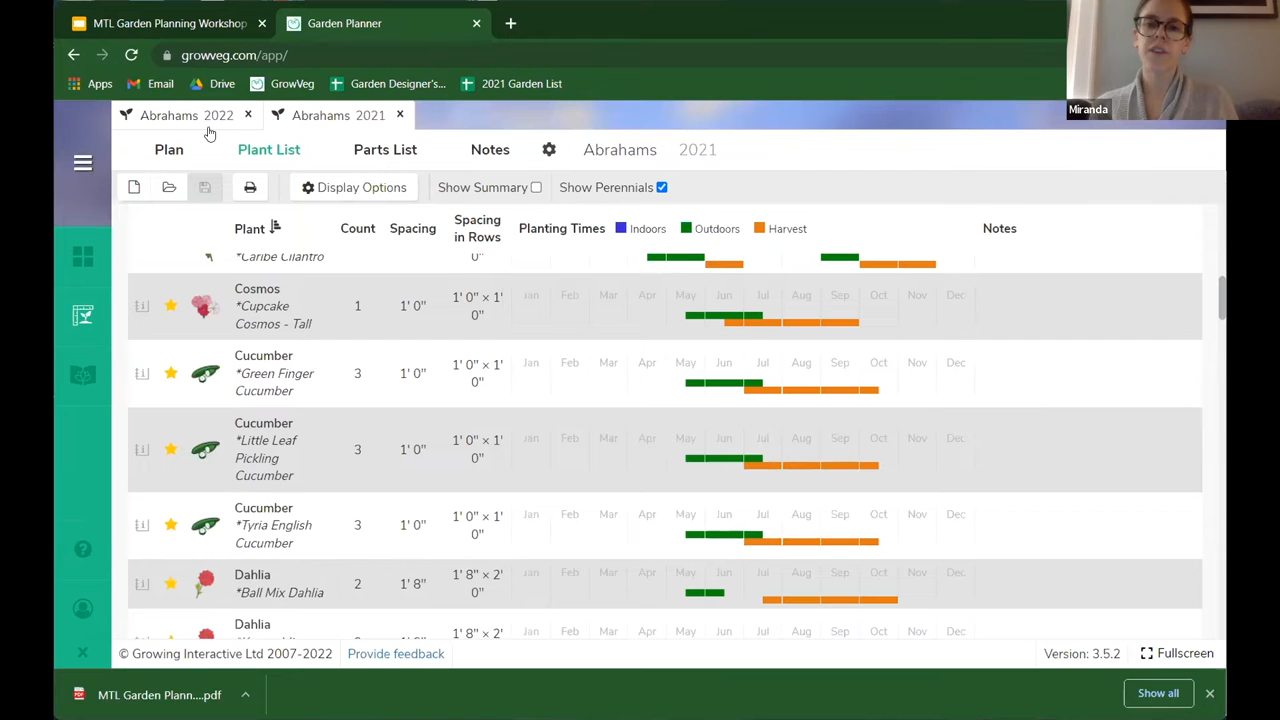 MTL Garden Planning Workshop
Garden Planner
growveg.com/app/
Apps
Email
Drive
GrowVeg
Garden Designer's...
2021 Garden List
Miranda
Abrahams 2022
Abrahams 2021
Plan
Plant List
Parts List
Notes
Abrahams 2021
Display Options
Show Summary
Show Perennials
Plant
Count
Spacing
Spacing in Rows
Planting Times
Indoors
Outdoors
Harvest
Notes
*Caribe Cilantro
0"
Cosmos
*Cupcake
Cosmos - Tall
1
1' 0"
1' 0" × 1'
0"
Jan Feb Mar Apr May Jun Jul Aug Sep Oct Nov Dec
Cucumber
*Green Finger
Cucumber
3
1' 0"
1' 0" × 1'
0"
Jan Feb Mar Apr May Jun Jul Aug Sep Oct Nov Dec
Cucumber
*Little Leaf
Pickling
Cucumber
3
1' 0"
1' 0" × 1'
0"
Jan Feb Mar Apr May Jun Jul Aug Sep Oct Nov Dec
Cucumber
*Tyria English
Cucumber
3
1' 0"
1' 0" × 1'
0"
Jan Feb Mar Apr May Jun Jul Aug Sep Oct Nov Dec
Dahlia
*Ball Mix Dahlia
2
1' 8"
1' 8" × 2'
0"
Jan Feb Mar Apr May Jun Jul Aug Sep Oct Nov Dec
Dahlia
1' 8" × 2'
Jan Feb Mar Apr May Jun Jul Aug Sep Oct Nov Dec
© Growing Interactive Ltd 2007-2022
Provide feedback
Version: 3.5.2
Fullscreen
MTL Garden Plann....pdf
Show all